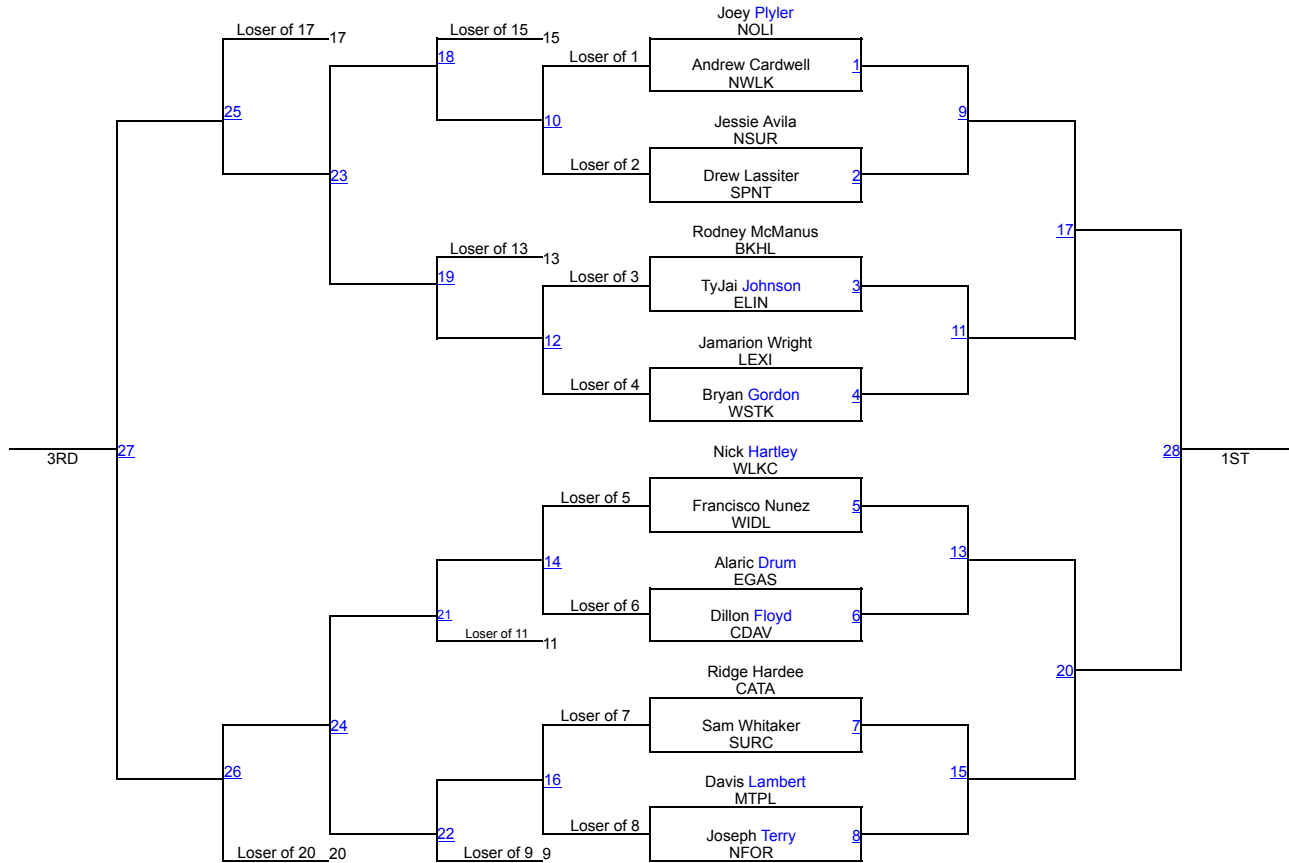 Joey Plyler
NOLI
Loser of 17 17
Loser of 15 15
18
Loser of 1
Andrew Cardwell 1
NWLK
25
10
9
Jessie Avila
NSUR
Loser of 2
Drew Lassiter 2
SPNT
23
Rodney McManus
BKHL
17
Loser of 13 13
19
Loser of 3
TyJai Johnson 3
ELIN
12
11
Jamarion Wright
LEXI
Loser of 4
Bryan Gordon 4
WSTK
3RD
27
Nick Hartley
WLKC
28
1ST
Loser of 5
Francisco Nunez 5
WIDL
14
13
Alaric Drum
EGAS
21
Loser of 6
Dillon Floyd 6
CDAV
Loser of 11 11
Ridge Hardee
CATA
20
Loser of 7
Sam Whitaker 7
SURC
24
26
16
15
Davis Lambert
MTPL
22
Loser of 8
Joseph Terry 8
NFOR
Loser of 20 20
Loser of 9 9